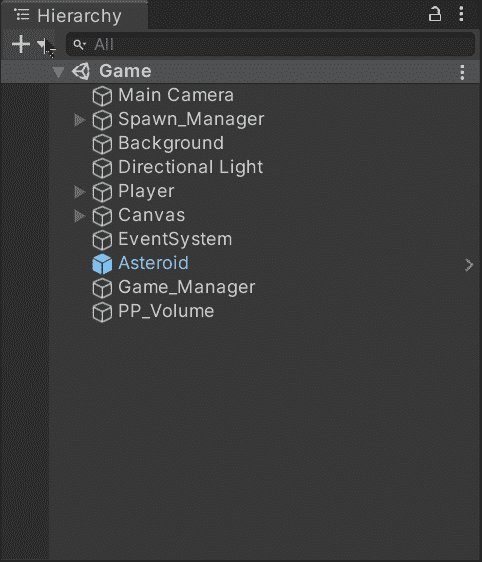 Hierarchy
All
Game
Main Camera
Spawn_Manager
Background
Directional Light
Player
Canvas
EventSystem
Asteroid
Game_Manager
PP_Volume